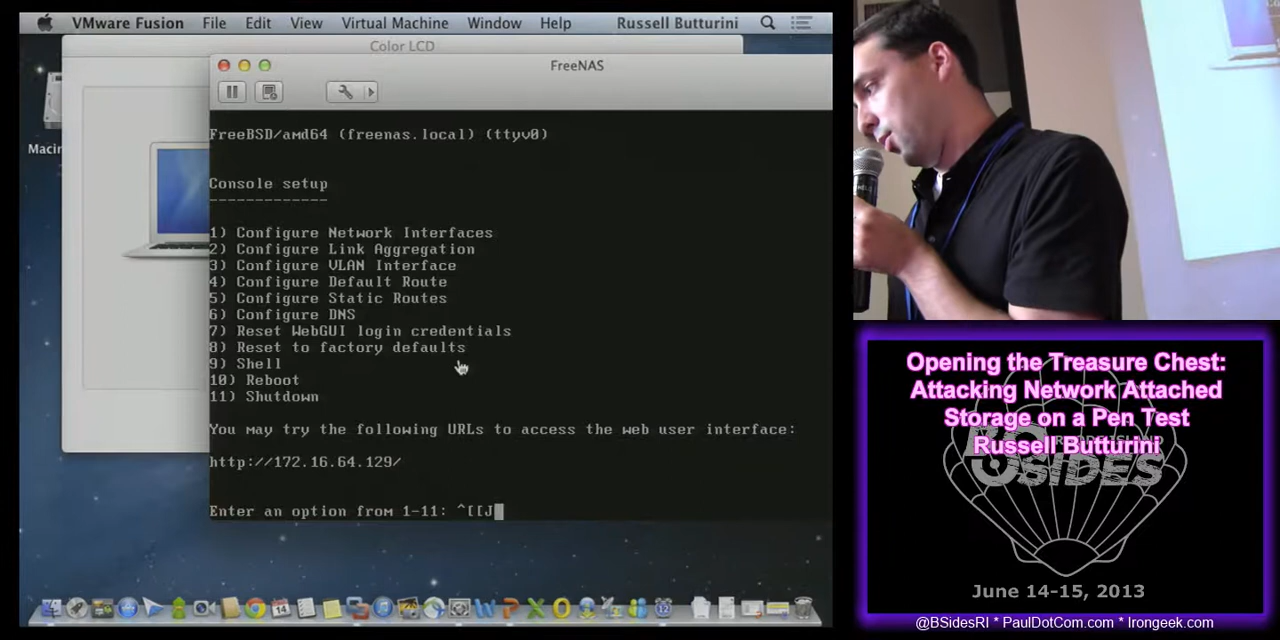 VMware Fusion File Edit View Virtual Machine Window Help Russell Butturini
Color LCD
FreeNAS
Macin
FreeBSD/amd64 (freenas.local) (ttyv0)
Console setup
-------------
1) Configure Network Interfaces
2) Configure Link Aggregation
3) Configure VLAN Interface
4) Configure Default Route
5) Configure Static Routes
6) Configure DNS
7) Reset WebGUI login credentials
8) Reset to factory defaults
9) Shell
10) Reboot
11) Shutdown
You may try the following URLs to access the web user interface:
http://172.16.64.129/
Enter an option from 1-11: ^[[J
Opening the Treasure Chest:
Attacking Network Attached
Storage on a Pen Test
Russell Butturini
BSIDES
June 14-15, 2013
@BSidesRI * PaulDotCom.com * Irongeek.com